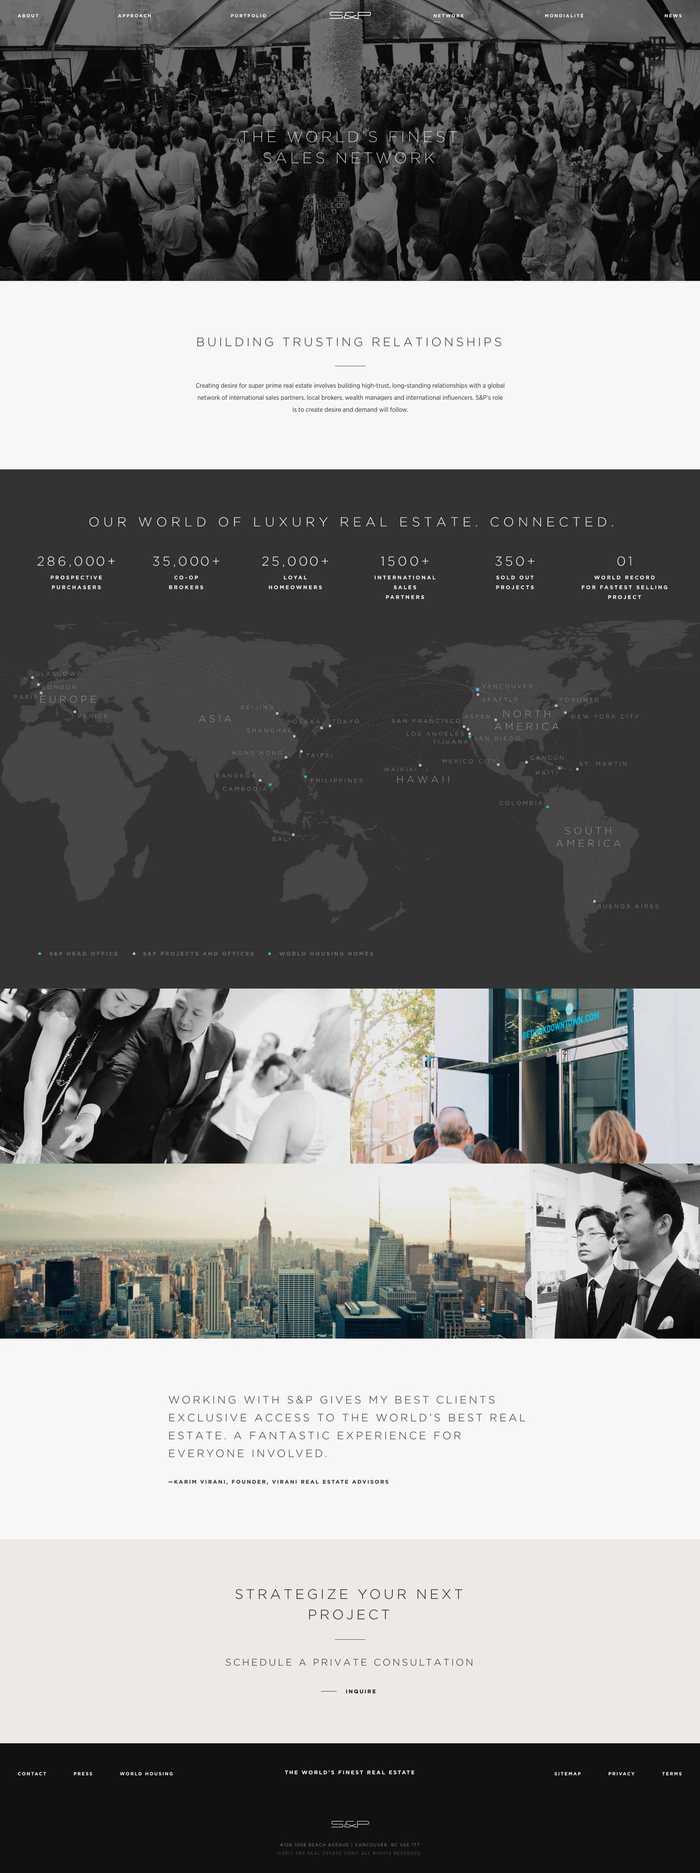 ABOUT
APPROACH
PORTFOLIO
S&P
NETWORK
MONDIALITÉ
NEWS
THE WORLD'S FINEST
SALES NETWORK
BUILDING TRUSTING RELATIONSHIPS
Creating desire for super prime real estate involves building high-trust, long-standing relationships with a global
network of international sales partners, local brokers, wealth managers and international influencers. S&P's role
is to create desire and demand will follow.
OUR WORLD OF LUXURY REAL ESTATE. CONNECTED.
286,000+
PROSPECTIVE
PURCHASERS
35,000+
CO-OP
BROKERS
25,000+
LOYAL
HOMEOWNERS
1500+
INTERNATIONAL
SALES
PARTNERS
350+
SOLD OUT
PROJECTS
01
WORLD RECORD
FOR FASTEST SELLING
PROJECT
GLASGOW
LONDON
PARIS
EUROPE
VENICE
ASIA
BEIJING
OSAKA
TOKYO
SHANGHAI
HONG KONG
TAIPEI
BANGKOK
CAMBODIA
PHILIPPINES
BALI
VANCOUVER
SEATTLE
TORONTO
SAN FRANCISCO
ASPEN
NORTH
AMERICA
NEW YORK CITY
LOS ANGELES
SAN DIEGO
TIJUANA
WAIKIKI
HAWAII
MEXICO CITY
CANCUN
HAITI
ST. MARTIN
COLOMBIA
SOUTH
AMERICA
BUENOS AIRES
S&P HEAD OFFICE
S&P PROJECTS AND OFFICES
WORLD HOUSING HOMES
WORKING WITH S&P GIVES MY BEST CLIENTS
EXCLUSIVE ACCESS TO THE WORLD'S BEST REAL
ESTATE. A FANTASTIC EXPERIENCE FOR
EVERYONE INVOLVED.
—KARIM VIRANI, FOUNDER, VIRANI REAL ESTATE ADVISORS
STRATEGIZE YOUR NEXT
PROJECT
SCHEDULE A PRIVATE CONSULTATION
INQUIRE
CONTACT
PRESS
WORLD HOUSING
THE WORLD'S FINEST REAL ESTATE
SITEMAP
PRIVACY
TERMS
S&P
BEACH AVENUE | VANCOUVER, BC
ALL RIGHTS RESERVED